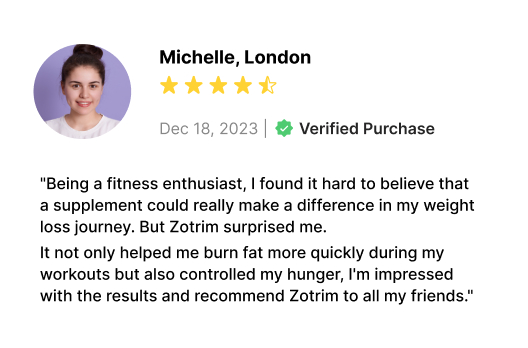 Michelle, London
Dec 18, 2023 | Verified Purchase
"Being a fitness enthusiast, I found it hard to believe that
a supplement could really make a difference in my weight
loss journey. But Zotrim surprised me.
It not only helped me burn fat more quickly during my
workouts but also controlled my hunger, I'm impressed
with the results and recommend Zotrim to all my friends."